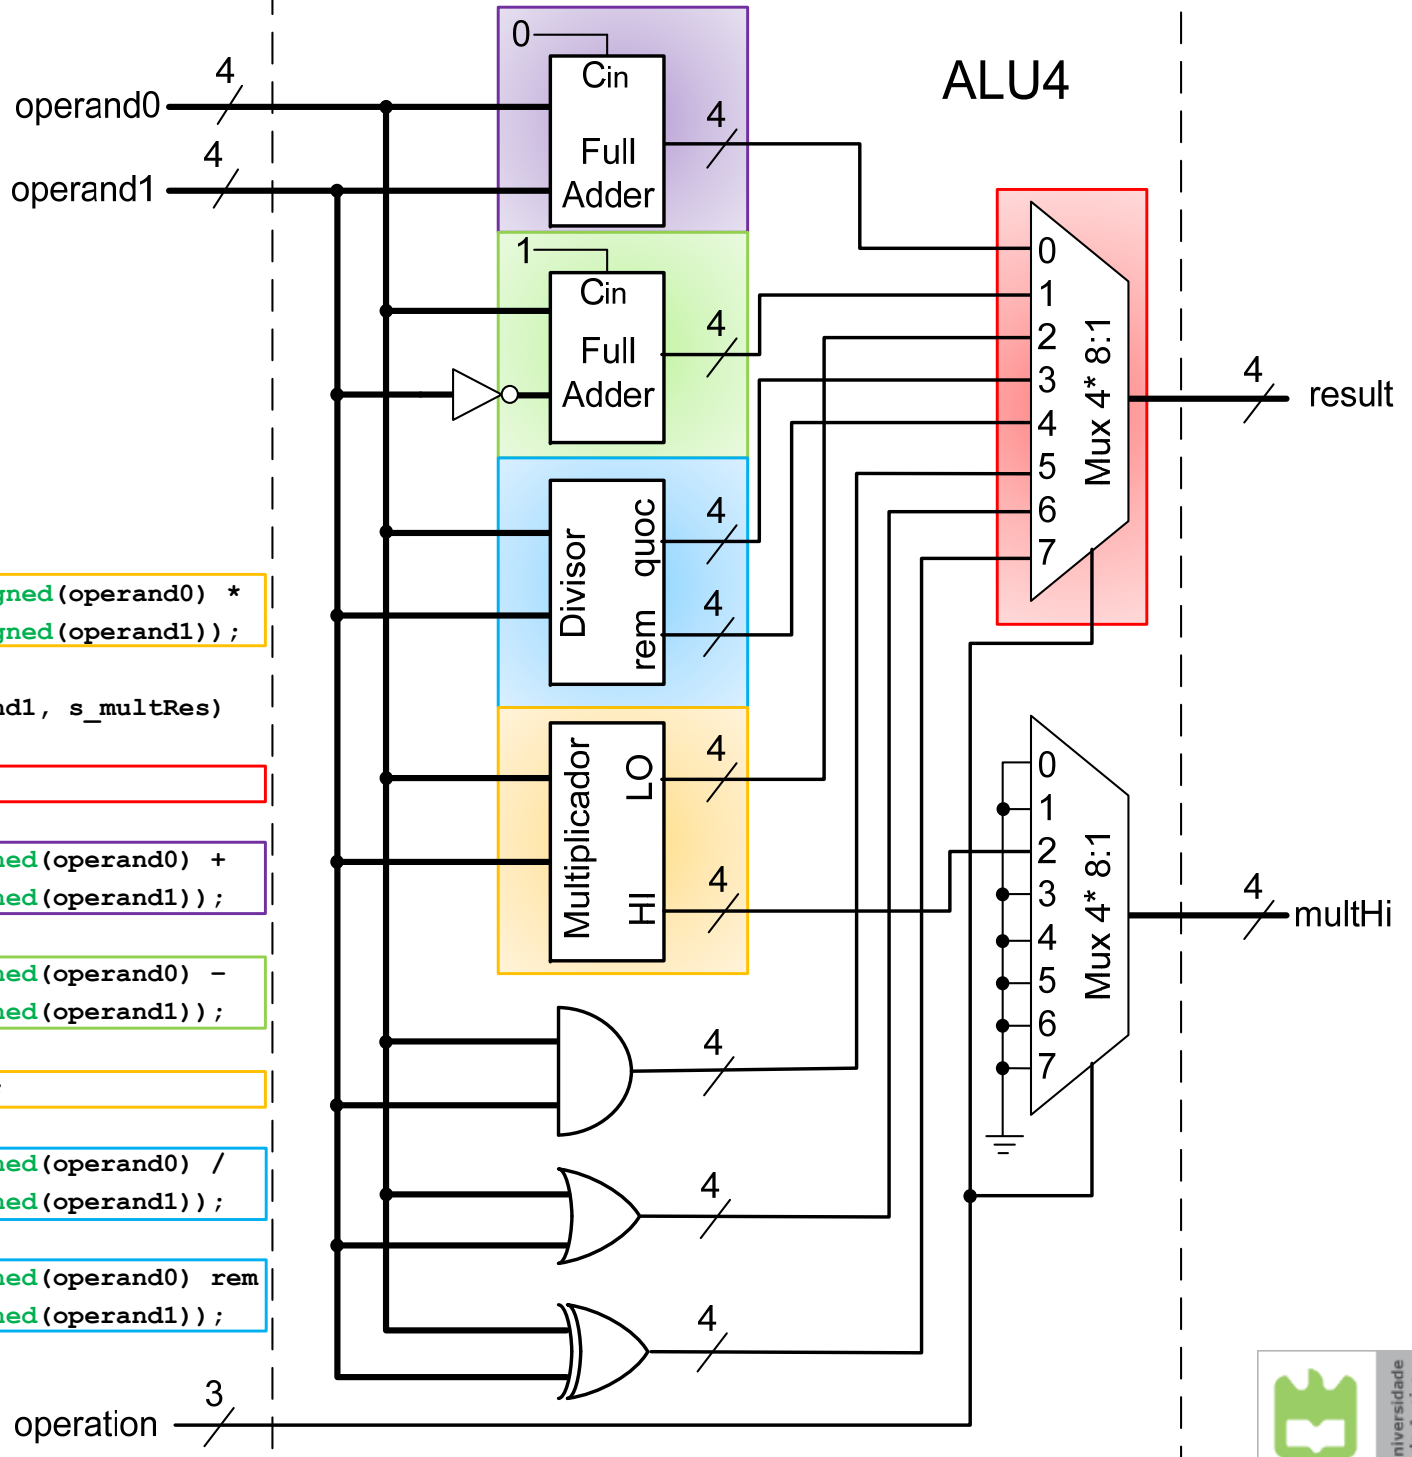 ALU4
operand0
4
operand1
4
0
Cin
Full
Adder
4
1
Cin
Full
Adder
4
Divisor
quoc
4
rem
4
Multiplicador
LO
4
HI
4
4
4
4
0
1
2
3
4
5
6
7
Mux 4* 8:1
4
result
0
1
2
3
4
5
6
7
Mux 4* 8:1
4
multHi
gned(operand0) *
gned(operand1));
nd1, s_multRes)
ned(operand0) +
ned(operand1));
ned(operand0) -
ned(operand1));
ned(operand0) /
ned(operand1));
ned(operand0) rem
ned(operand1));
operation
3
niversidade